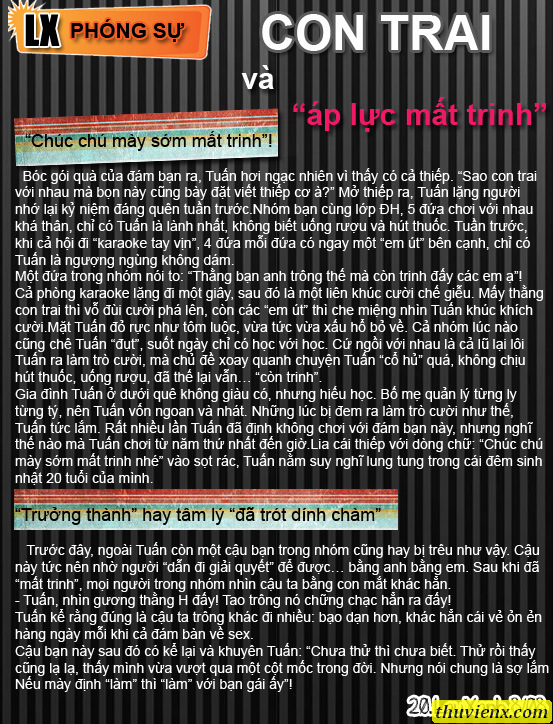 LX PHÓNG SỰ
CON TRAI
và
“áp lực mất trinh”
“Chúc chú mày sớm mất trinh”!
Bóc gói quà của đám bạn ra, Tuấn hơi ngạc nhiên vì thấy có cả thiếp. “Sao con trai
với nhau mà bọn này cũng bày đặt viết thiếp cơ à?” Mở thiếp ra, Tuấn lặng người
nhớ lại kỷ niệm đáng quên tuần trước.Nhóm bạn cùng lớp ĐH, 5 đứa chơi với nhau
khá thân, chỉ có Tuấn là lành nhất, không biết uống rượu và hút thuốc. Tuần trước,
khi cả hội đi “karaoke tay vịn”, 4 đứa mỗi đứa có ngay một “em út” bên cạnh, chỉ có
Tuấn là ngượng ngùng không dám.
Một đứa trong nhóm nói to: “Thằng bạn anh trông thế mà còn trinh đấy các em ạ”!
Cả phòng karaoke lặng đi một giây, sau đó là một liên khúc cười chế giễu. Mấy thằng
con trai thì vỗ đùi cười phá lên, còn các “em út” thì che miệng nhìn Tuấn khúc khích
cười.Mặt Tuấn đỏ rực như tôm luộc, vừa tức vừa xấu hổ bỏ về. Cả nhóm lúc nào
cũng chê Tuấn “đụt”, suốt ngày chỉ có học với học. Cứ ngồi với nhau là cả lũ lại lôi
Tuấn ra làm trò cười, mà chủ đề xoay quanh chuyện Tuấn “cổ hủ” quá, không chịu
hút thuốc, uống rượu, đã thế lại vẫn… “còn trinh”.
Gia đình Tuấn ở dưới quê không giàu có, nhưng hiếu học. Bố mẹ quản lý từng ly
từng tý, nên Tuấn vốn ngoan và nhát. Những lúc bị đem ra làm trò cười như thế,
Tuấn tức lắm. Rất nhiều lần Tuấn đã định không chơi với đám bạn này, nhưng nghĩ
thế nào mà Tuấn chơi từ năm thứ nhất đến giờ.Lia cái thiếp với dòng chữ: “Chúc chú
mày sớm mất trinh nhé” vào sọt rác, Tuấn nằm suy nghĩ lung tung trong cái đêm sinh
nhật 20 tuổi của mình.
“Trưởng thành” hay tâm lý “đã trót dính chàm”
Trước đây, ngoài Tuấn còn một cậu bạn trong nhóm cũng hay bị trêu như vậy. Cậu
này tức nên nhờ người “dẫn đi giải quyết” để được… bằng anh bằng em. Sau khi đã
“mất trinh”, mọi người trong nhóm nhìn cậu ta bằng con mắt khác hẳn.
- Tuấn, nhìn gương thằng H đấy! Tao trông nó chững chạc hẳn ra đấy!
Tuấn kể rằng đúng là cậu ta trông khác đi nhiều: bạo dạn hơn, khác hẳn cái vẻ ỏn ẻn
hàng ngày mỗi khi cả đám bàn về sex.
Cậu bạn này sau đó có kể lại và khuyên Tuấn: “Chưa thử thì chưa biết. Thử rồi thấy
cũng lạ lạ, thấy mình vừa vượt qua một cột mốc trong đời. Nhưng nói chung là sợ lắm
Nếu mày định “làm” thì “làm” với bạn gái ấy”!
.thuvienx.com